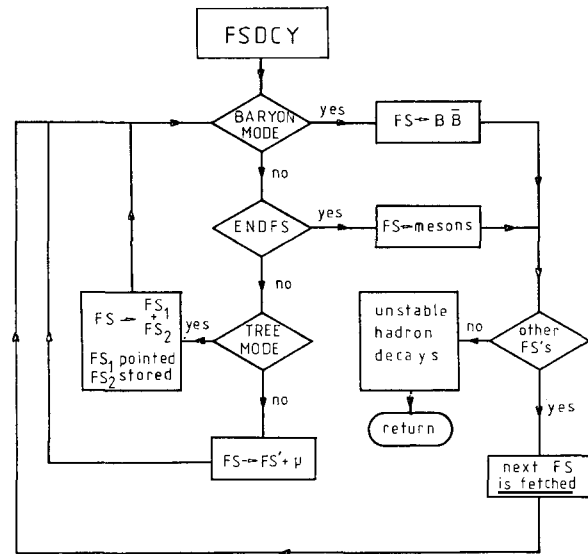 FSDCY
BARYON
MODE
yes
FS → B B̄
no
ENDFS
yes
FS → mesons
no
FS → FS₁
+
FS₂
FS₁ pointed
FS₂ stored
yes
TREE
MODE
no
FS → FS' + μ
unstable
hadron
decays
no
other
FS's
return
yes
next FS
is fetched